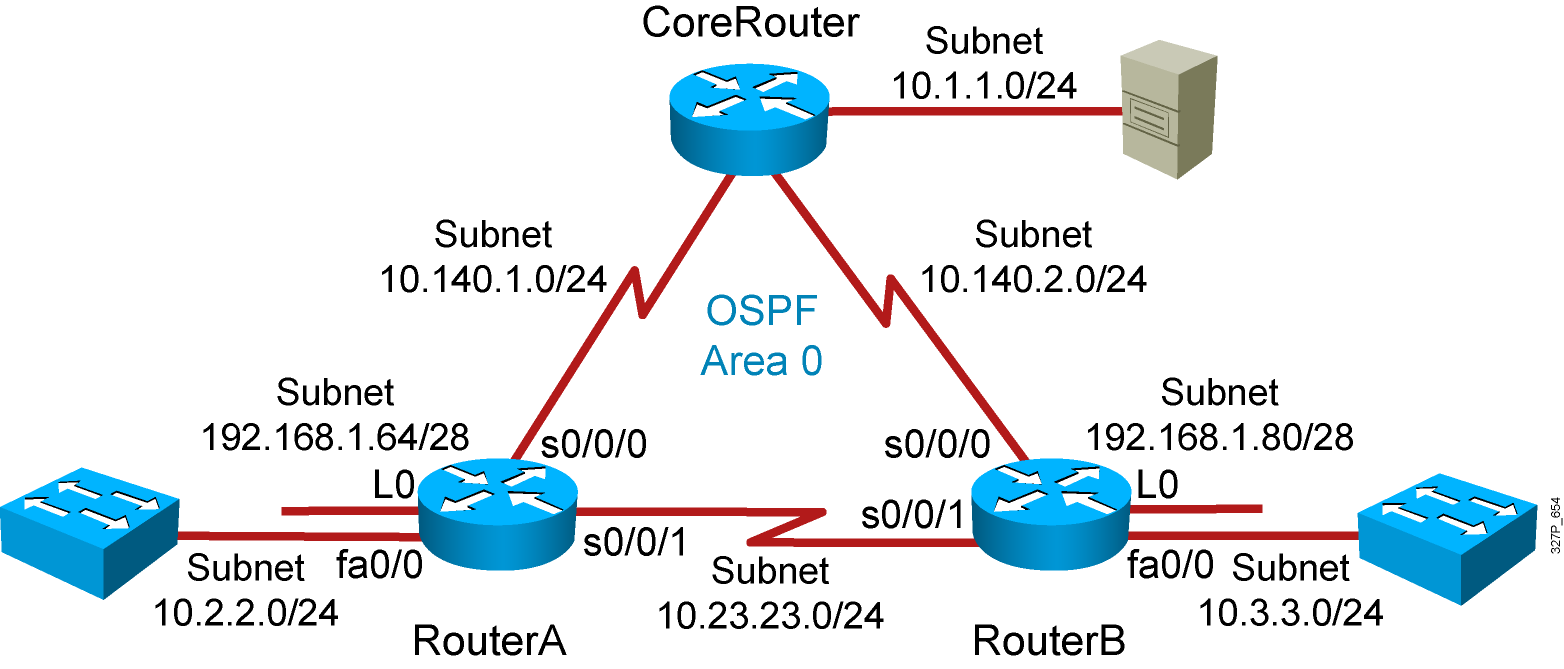 CoreRouter
Subnet
10.1.1.0/24
Subnet
10.140.1.0/24
Subnet
10.140.2.0/24
OSPF
Area 0
Subnet
192.168.1.64/28
s0/0/0
L0
s0/0/0
Subnet
192.168.1.80/28
L0
s0/0/1
s0/0/1
fa0/0
Subnet
10.2.2.0/24
Subnet
10.23.23.0/24
fa0/0
Subnet
10.3.3.0/24
RouterA
RouterB
327P_654